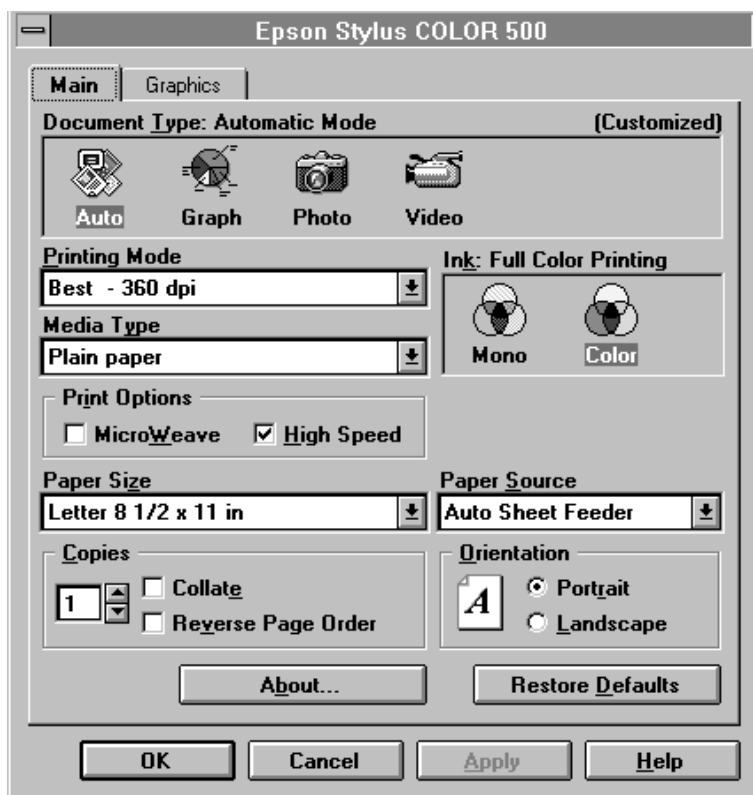 Epson Stylus COLOR 500
Main Graphics
Document Type: Automatic Mode (Customized)
Auto Graph Photo Video
Printing Mode
Best - 360 dpi
Ink: Full Color Printing
Mono Color
Media Type
Plain paper
Print Options
MicroWeave High Speed
Paper Size
Letter 8 1/2 x 11 in
Paper Source
Auto Sheet Feeder
Copies
1
Collate
Reverse Page Order
Orientation
A
Portrait
Landscape
About... Restore Defaults
OK Cancel Apply Help